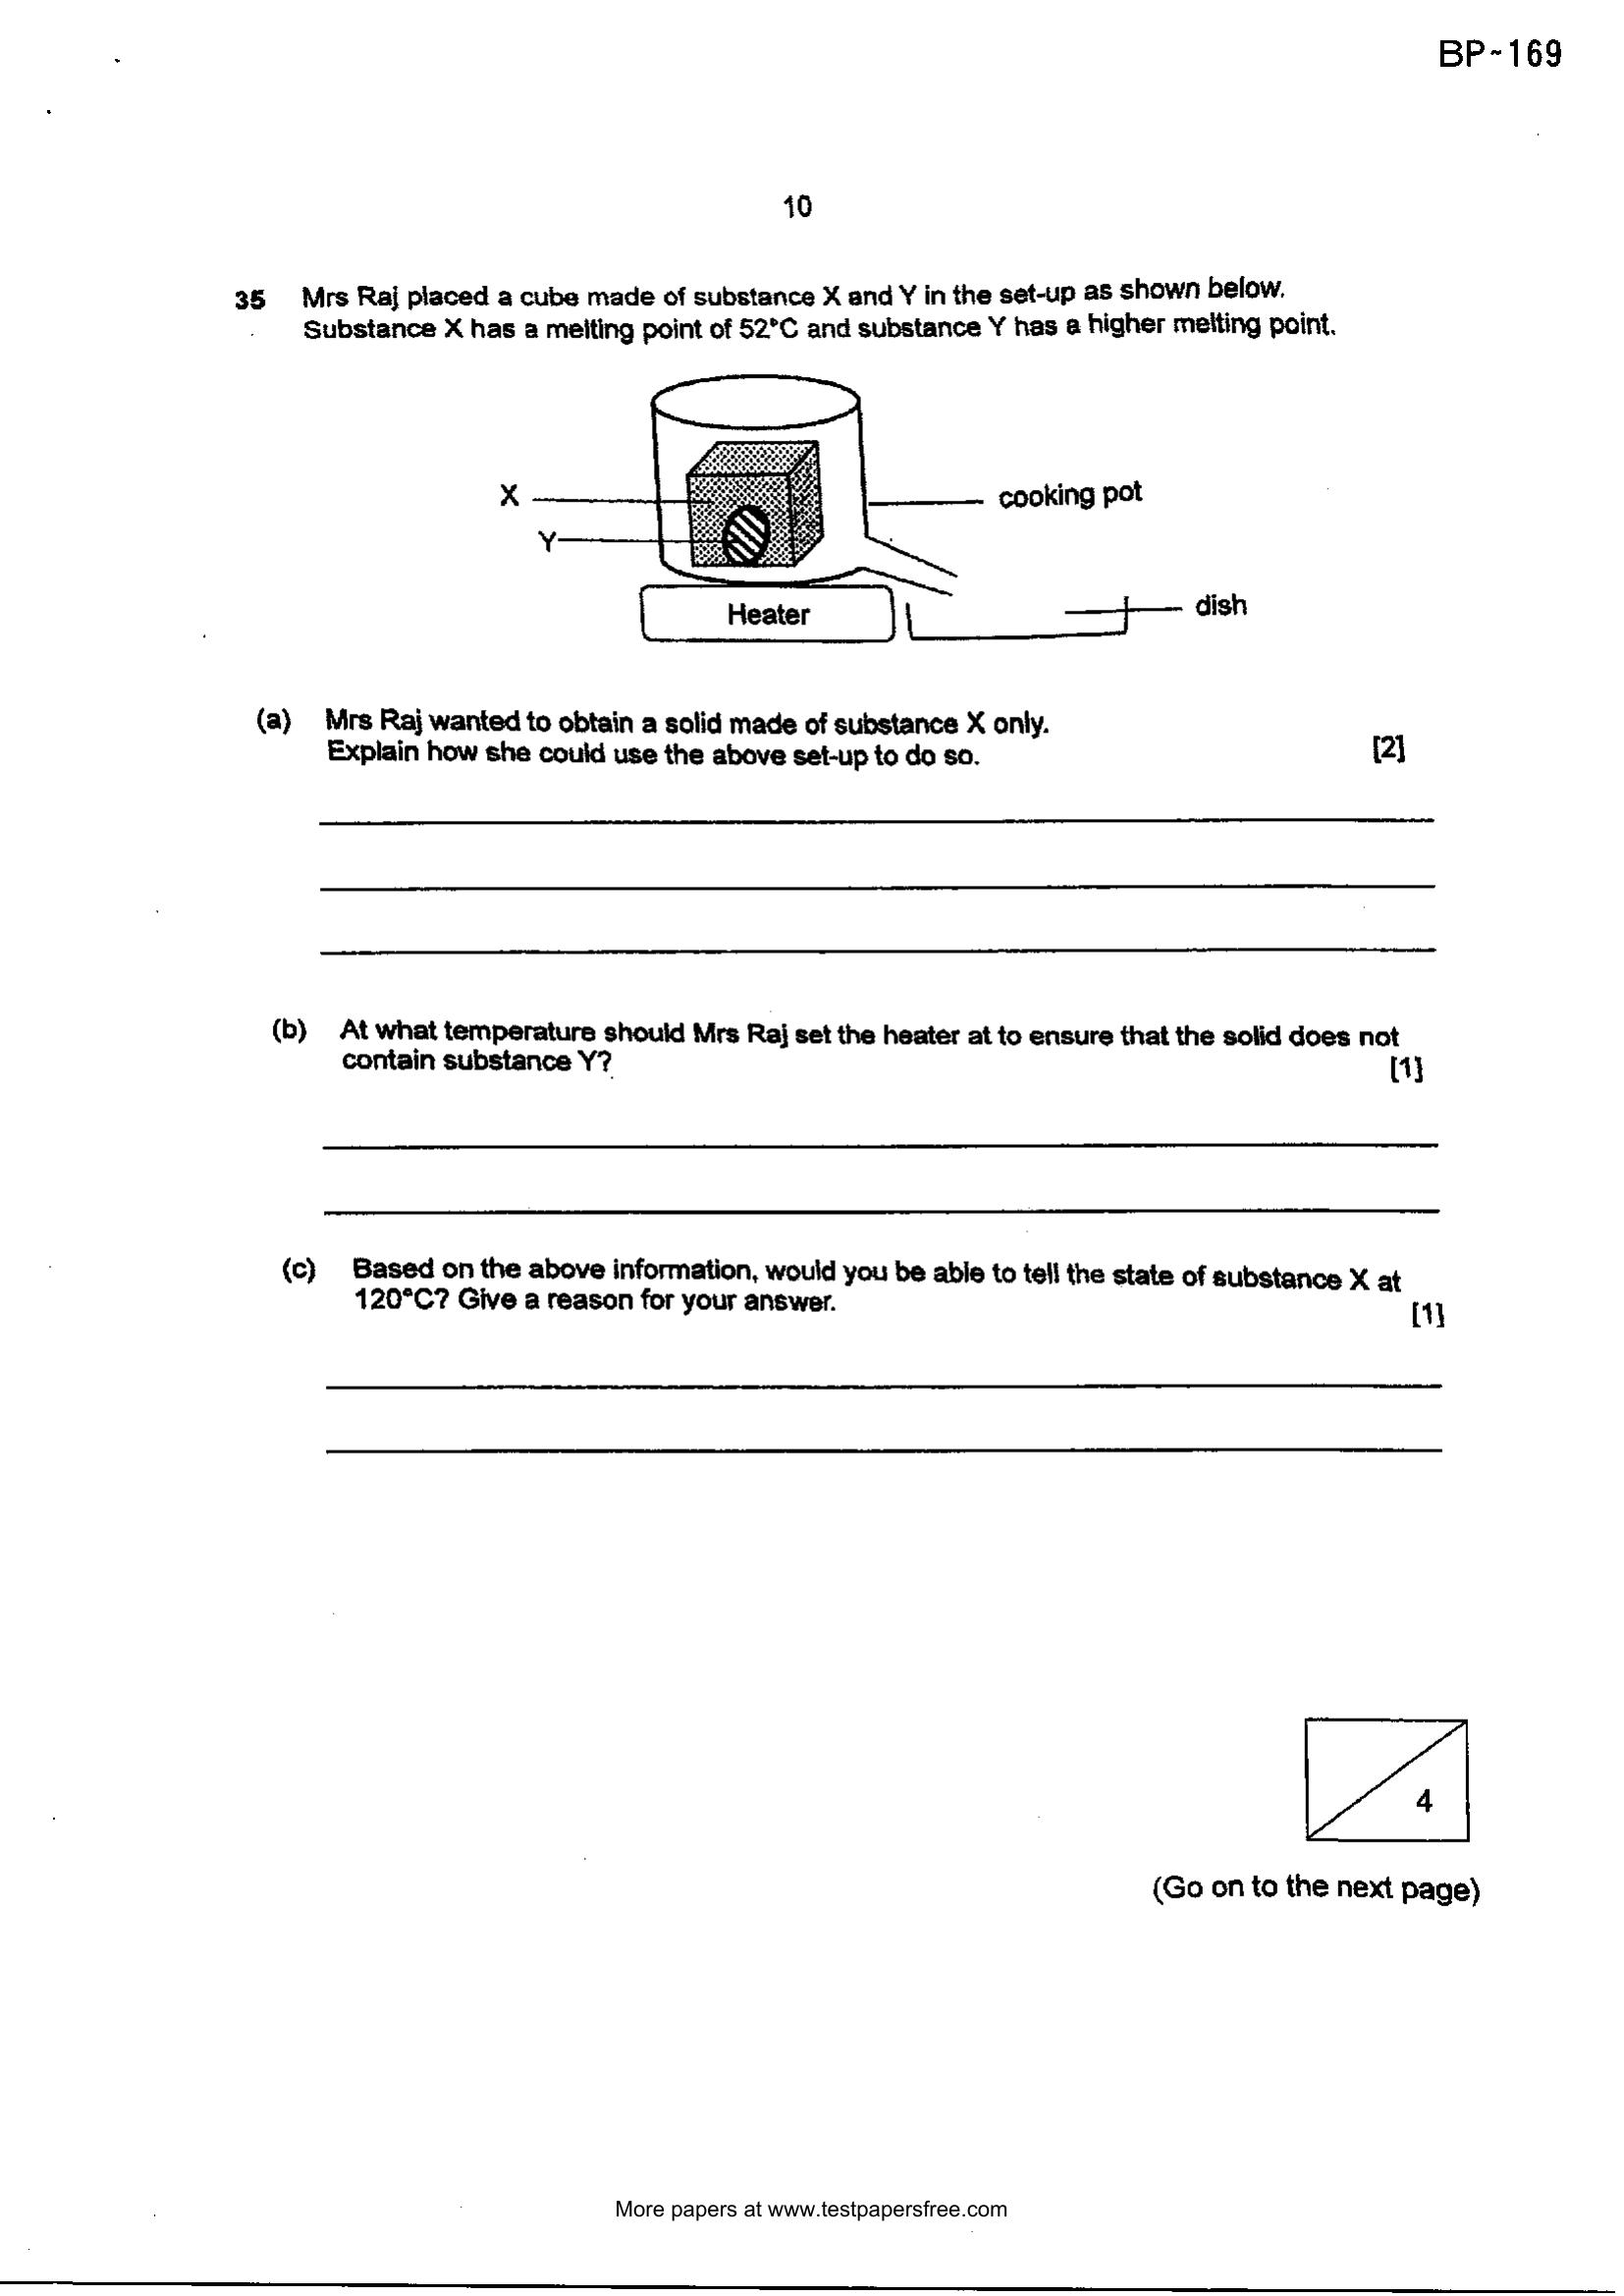 BP-169
10
35 Mrs Raj placed a cube made of substance X and Y in the set-up as shown below.
Substance X has a melting point of 52°C and substance Y has a higher melting point.
X
cooking pot
Y
dish
Heater
(a) Mrs Raj wanted to obtain a solid made of substance X only.
Explain how she could use the above set-up to do so. [2]
(b) At what temperature should Mrs Raj set the heater at to ensure that the solid does not
contain substance Y? [1]
(c) Based on the above information, would you be able to tell the state of substance X at
120°C? Give a reason for your answer. [1]
4
(Go on to the next page)
More papers at www.testpapersfree.com